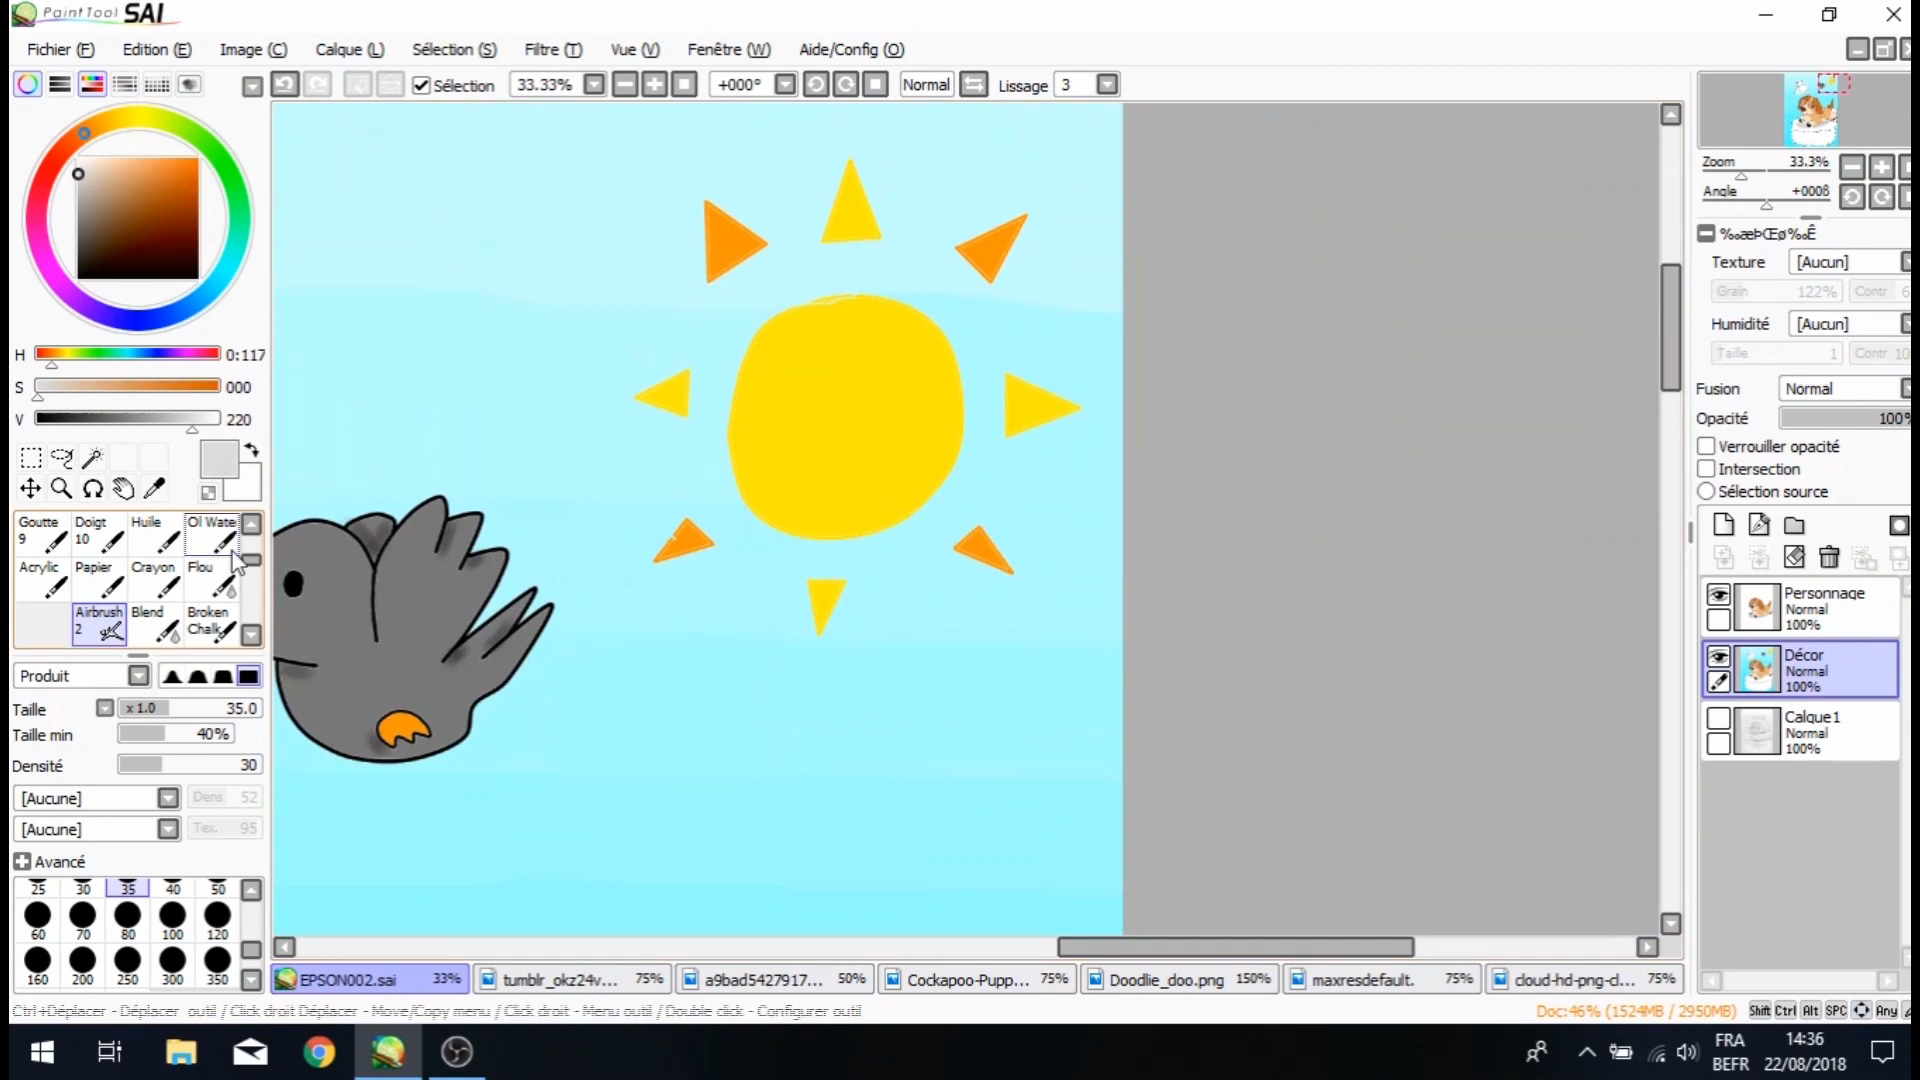 PaintTool SAI
Fichier (F) Edition (E) Image (C) Calque (L) Sélection (S) Filtre (T) Vue (V) Fenêtre (W) Aide/Config (O)
Sélection 33.33% +000° Normal Lissage 3
Zoom 33.3%
Angle +000ß
‰æÞŒø‰Ê
Texture [Aucun]
Grain 122% Contr
Humidité [Aucun]
Taille 1 Contr 10
Fusion Normal
Opacité 100%
Verrouiller opacité
Intersection
Sélection source
Personnage
Normal
100%
Décor
Normal
100%
Calque1
Normal
100%
H 0:117
S 000
V 220
Goutte 9 Doigt 10 Huile Ol Wate
Acrylic Papier Crayon Flou
Airbrush 2 Blend Broken Chalk
Produit
Taille x 1.0 35.0
Taille min 40%
Densité 30
[Aucune] Dens 52
[Aucune] Tex. 95
Avancé
25 30 35 40 50
60 70 80 100 120
160 200 250 300 350
EPSON002.sai 33% tumblr_okz24v... 75% a9bad5427917... 50% Cockapoo-Pupp... 75% Doodlie_doo.png 150% maxresdefault. 75% cloud-hd-png-cl... 75%
Ctrl+Déplacer - Déplacer outil / Click droit Déplacer - Move/Copy menu / Click droit - Menu outil / Double click - Configurer outil
Doc:46% (1524MB / 2950MB) Shift Ctrl Alt SPC Any
FRA 14:36
BEFR 22/08/2018